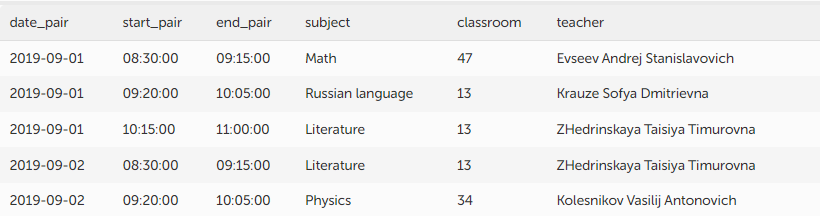 date_pair start_pair end_pair subject classroom teacher
2019-09-01 08:30:00 09:15:00 Math 47 Evseev Andrej Stanislavovich
2019-09-01 09:20:00 10:05:00 Russian language 13 Krauze Sofya Dmitrievna
2019-09-01 10:15:00 11:00:00 Literature 13 ZHedrinskaya Taisiya Timurovna
2019-09-02 08:30:00 09:15:00 Literature 13 ZHedrinskaya Taisiya Timurovna
2019-09-02 09:20:00 10:05:00 Physics 34 Kolesnikov Vasilij Antonovich